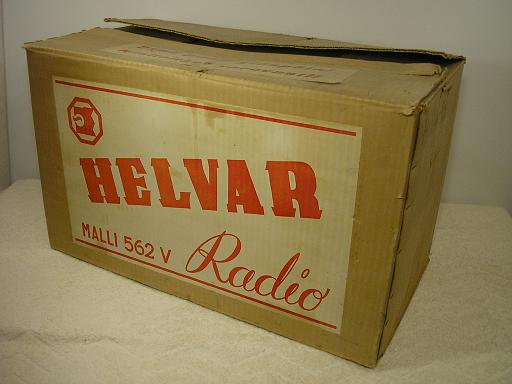 HELVAR
MALLI 562 V
Radio